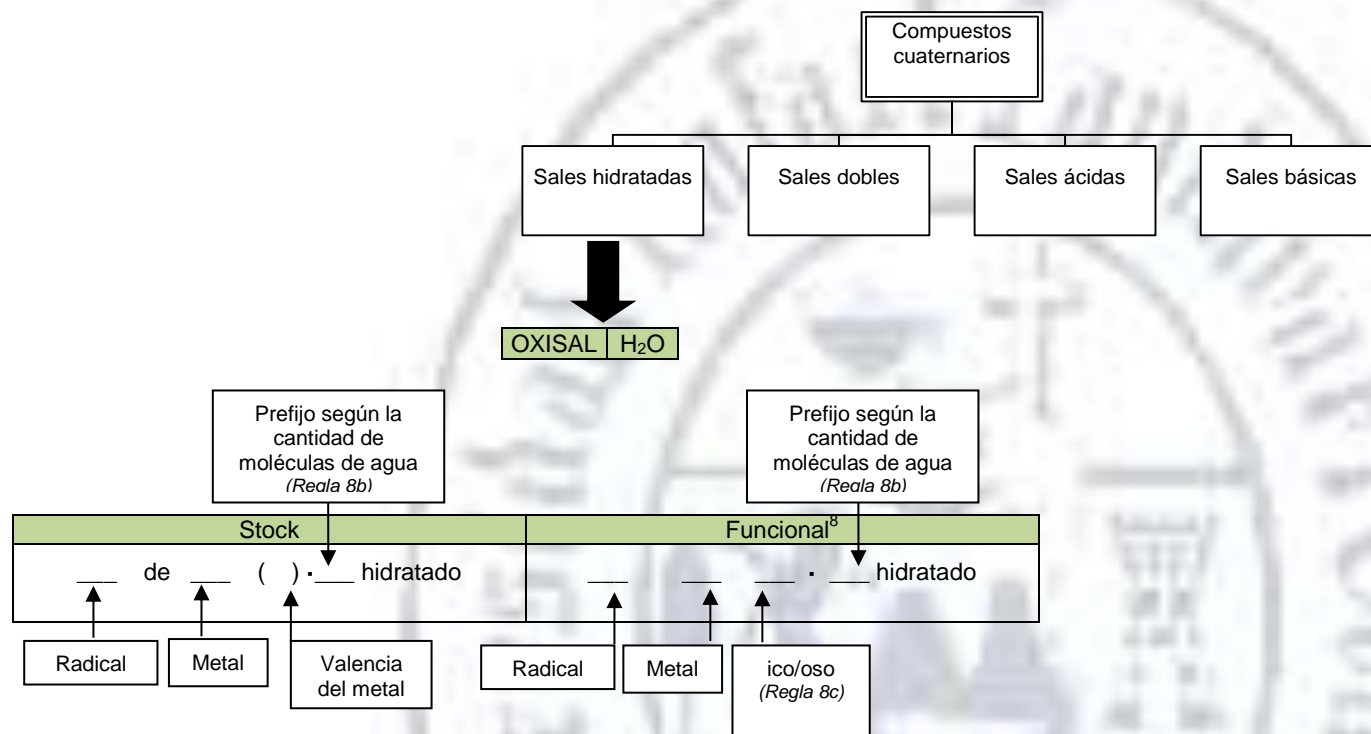 Compuestos
cuaternarios
Sales hidratadas
Sales dobles
Sales ácidas
Sales básicas
OXISAL H₂O
Prefijo según la
cantidad de
moléculas de agua
(Regla 8b)
Prefijo según la
cantidad de
moléculas de agua
(Regla 8b)
Stock
Funcional⁸
___ de ___ ( ) · ___ hidratado
___ ___ ___ · ___ hidratado
Radical
Metal
Valencia
del metal
Radical
Metal
ico/oso
(Regla 8c)